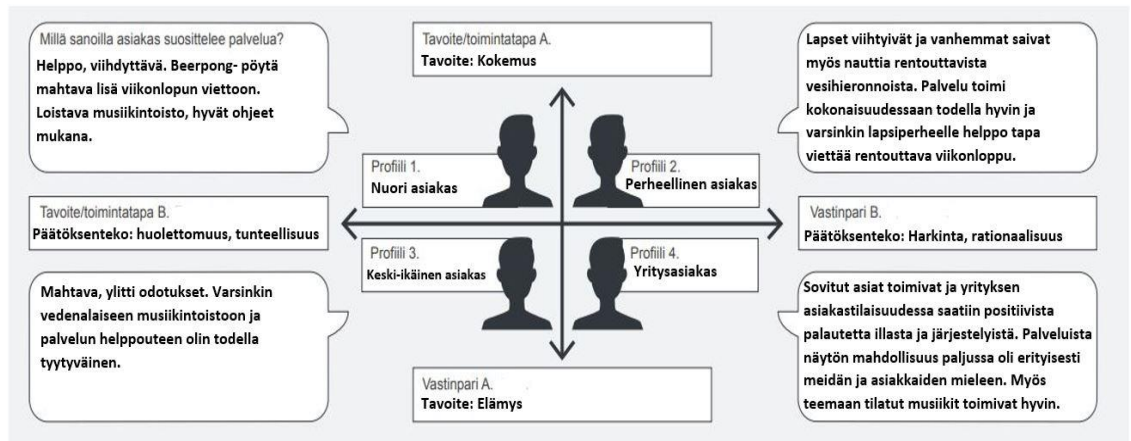 Millä sanoilla asiakas suosittelee palvelua?
Helppo, viihdyttävä. Beerpong- pöytä
mahtava lisä viikonlopun viettoon.
Loistava musiikintoisto, hyvät ohjeet
mukana.
Tavoite/toimintatapa A.
Tavoite: Kokemus
Lapset viihtyivät ja vanhemmat saivat
myös nauttia rentouttavista
vesihieronnoista. Palvelu toimi
kokonaisuudessaan todella hyvin ja
varsinkin lapsiperheelle helppo tapa
viettää rentouttava viikonloppu.
Profiili 1.
Nuori asiakas
Profiili 2.
Perheellinen asiakas
Tavoite/toimintatapa B.
Päätöksenteko: huolettomuus, tunteellisuus
Vastinpari B.
Päätöksenteko: Harkinta, rationaalisuus
Profiili 3.
Keski-ikäinen asiakas
Profiili 4.
Yritysasiakas
Mahtava, ylitti odotukset. Varsinkin
vedenalaiseen musiikintoistoon ja
palvelun helppouteen olin todella
tyytyväinen.
Vastinpari A.
Tavoite: Elämys
Sovitut asiat toimivat ja yrityksen
asiakastilaisuudessa saatiin positiivista
palautetta illasta ja järjestelyistä. Palveluista
näytön mahdollisuus paljussa oli erityisesti
meidän ja asiakkaiden mieleen. Myös
teemaan tilatut musiikit toimivat hyvin.